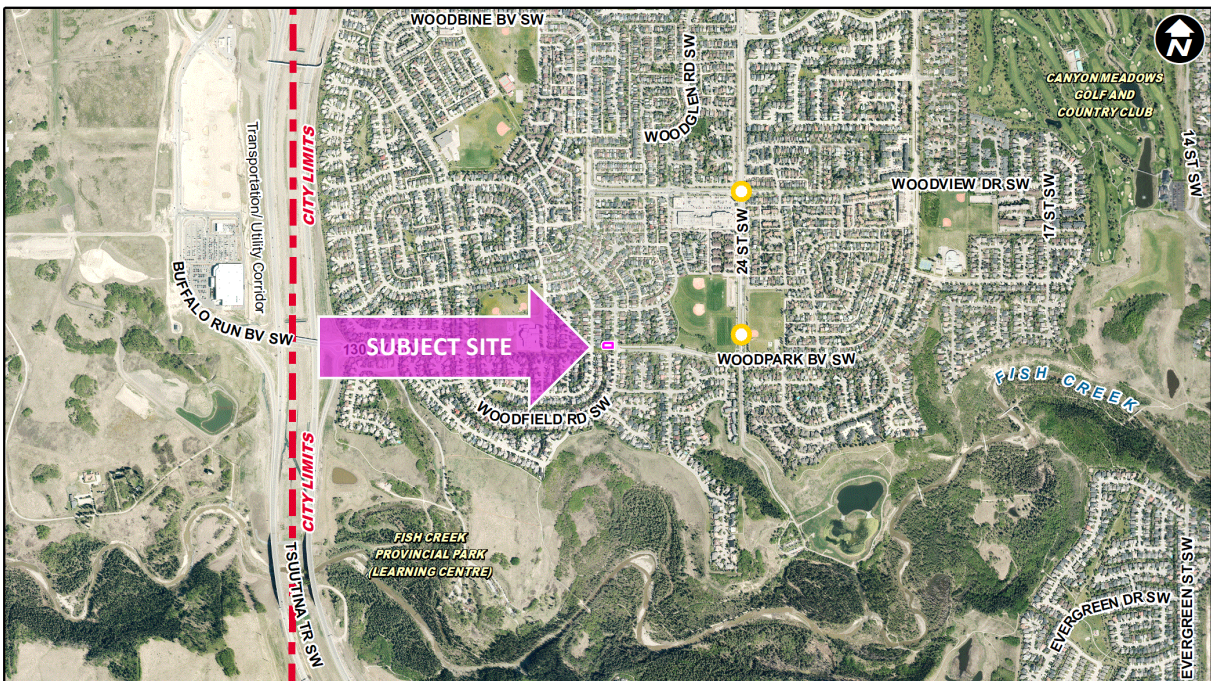 WOODBINE BV SW
N
CANYON MEADOWS
GOLF AND
COUNTRY CLUB
WOODGLEN RD SW
14 ST SW
Transportation/ Utility Corridor
CITY LIMITS
WOODVIEW DR SW
17 ST SW
24 ST SW
BUFFALO RUN BV SW
130
SUBJECT SITE
WOODPARK BV SW
FISH CREEK
WOODFIELD RD SW
CITY LIMITS
FISH CREEK
PROVINCIAL PARK
(LEARNING CENTRE)
TSUUT'INA TR SW
EVERGREEN DR SW
EVERGREEN ST SW